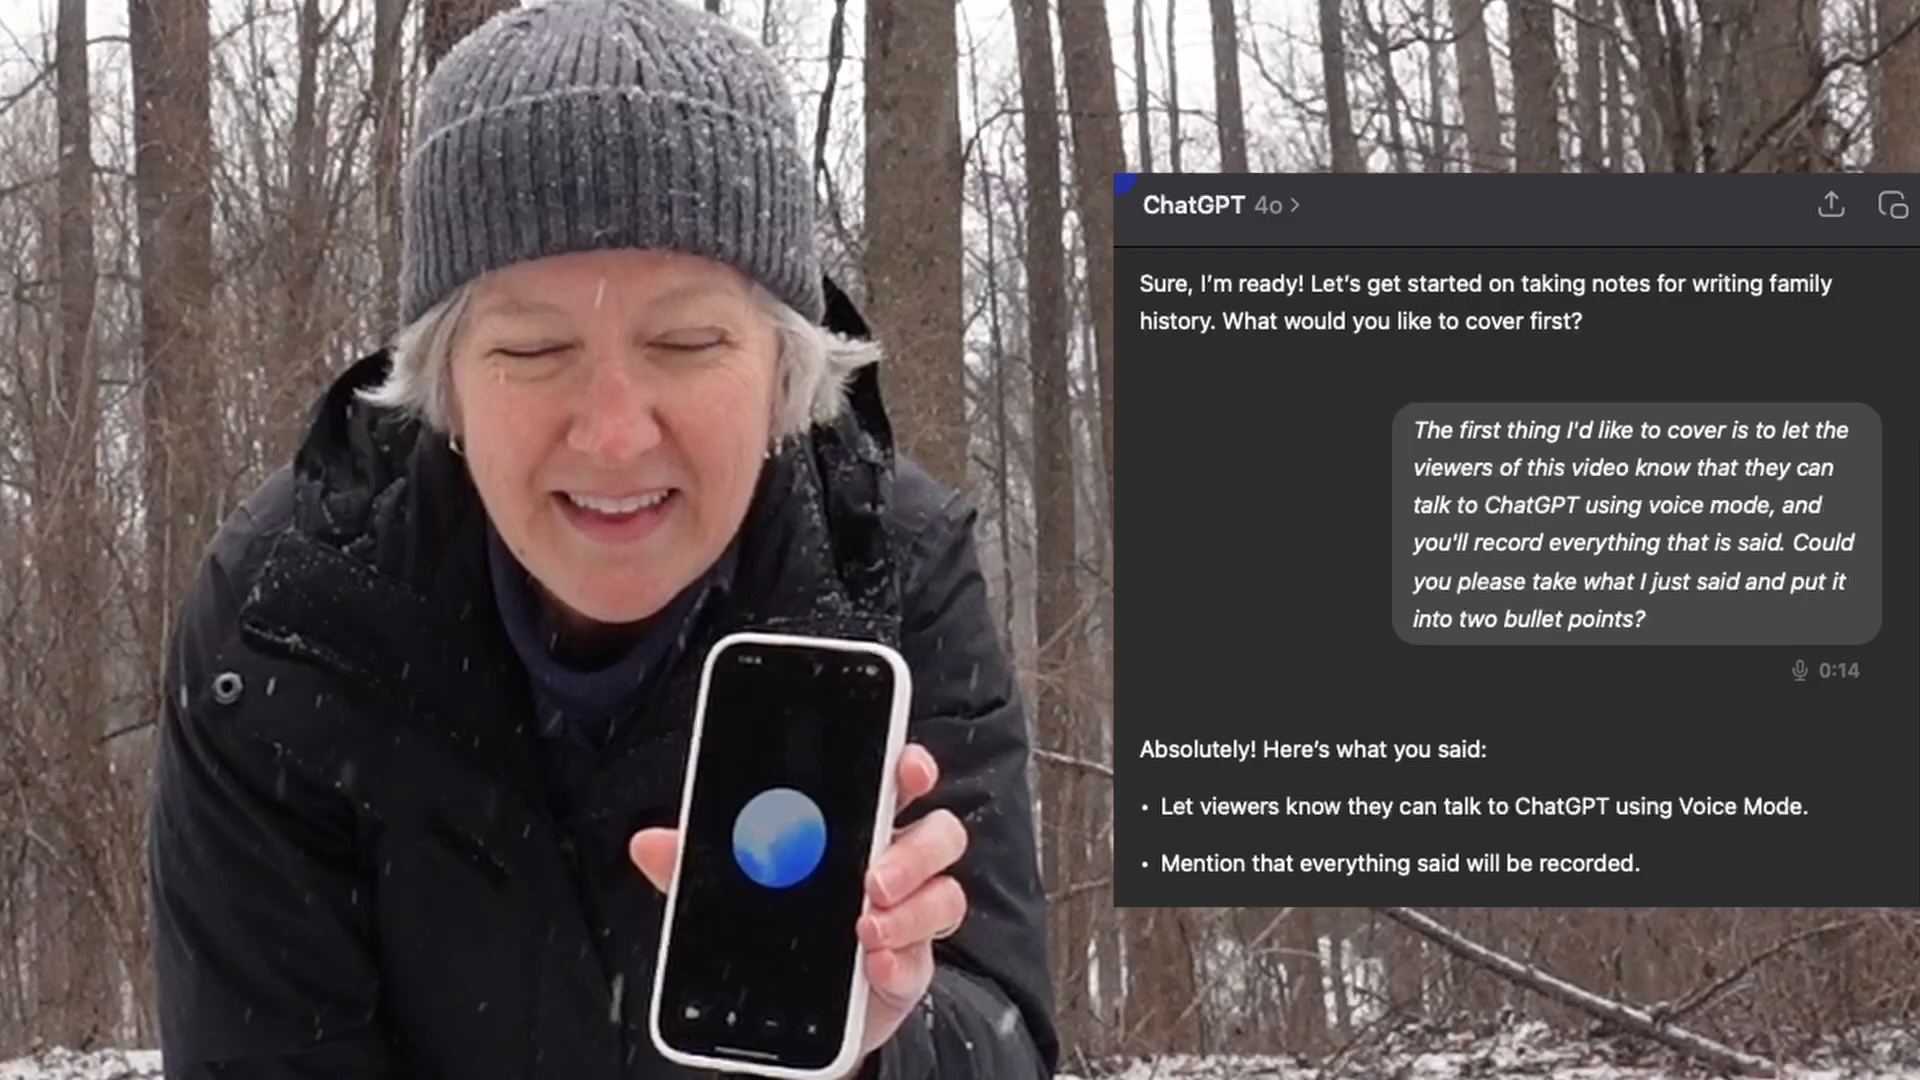 ChatGPT 4o >
Sure, I’m ready! Let’s get started on taking notes for writing family
history. What would you like to cover first?
The first thing I'd like to cover is to let the
viewers of this video know that they can
talk to ChatGPT using voice mode, and
you'll record everything that is said. Could
you please take what I just said and put it
into two bullet points?
0:14
Absolutely! Here’s what you said:
• Let viewers know they can talk to ChatGPT using Voice Mode.
• Mention that everything said will be recorded.